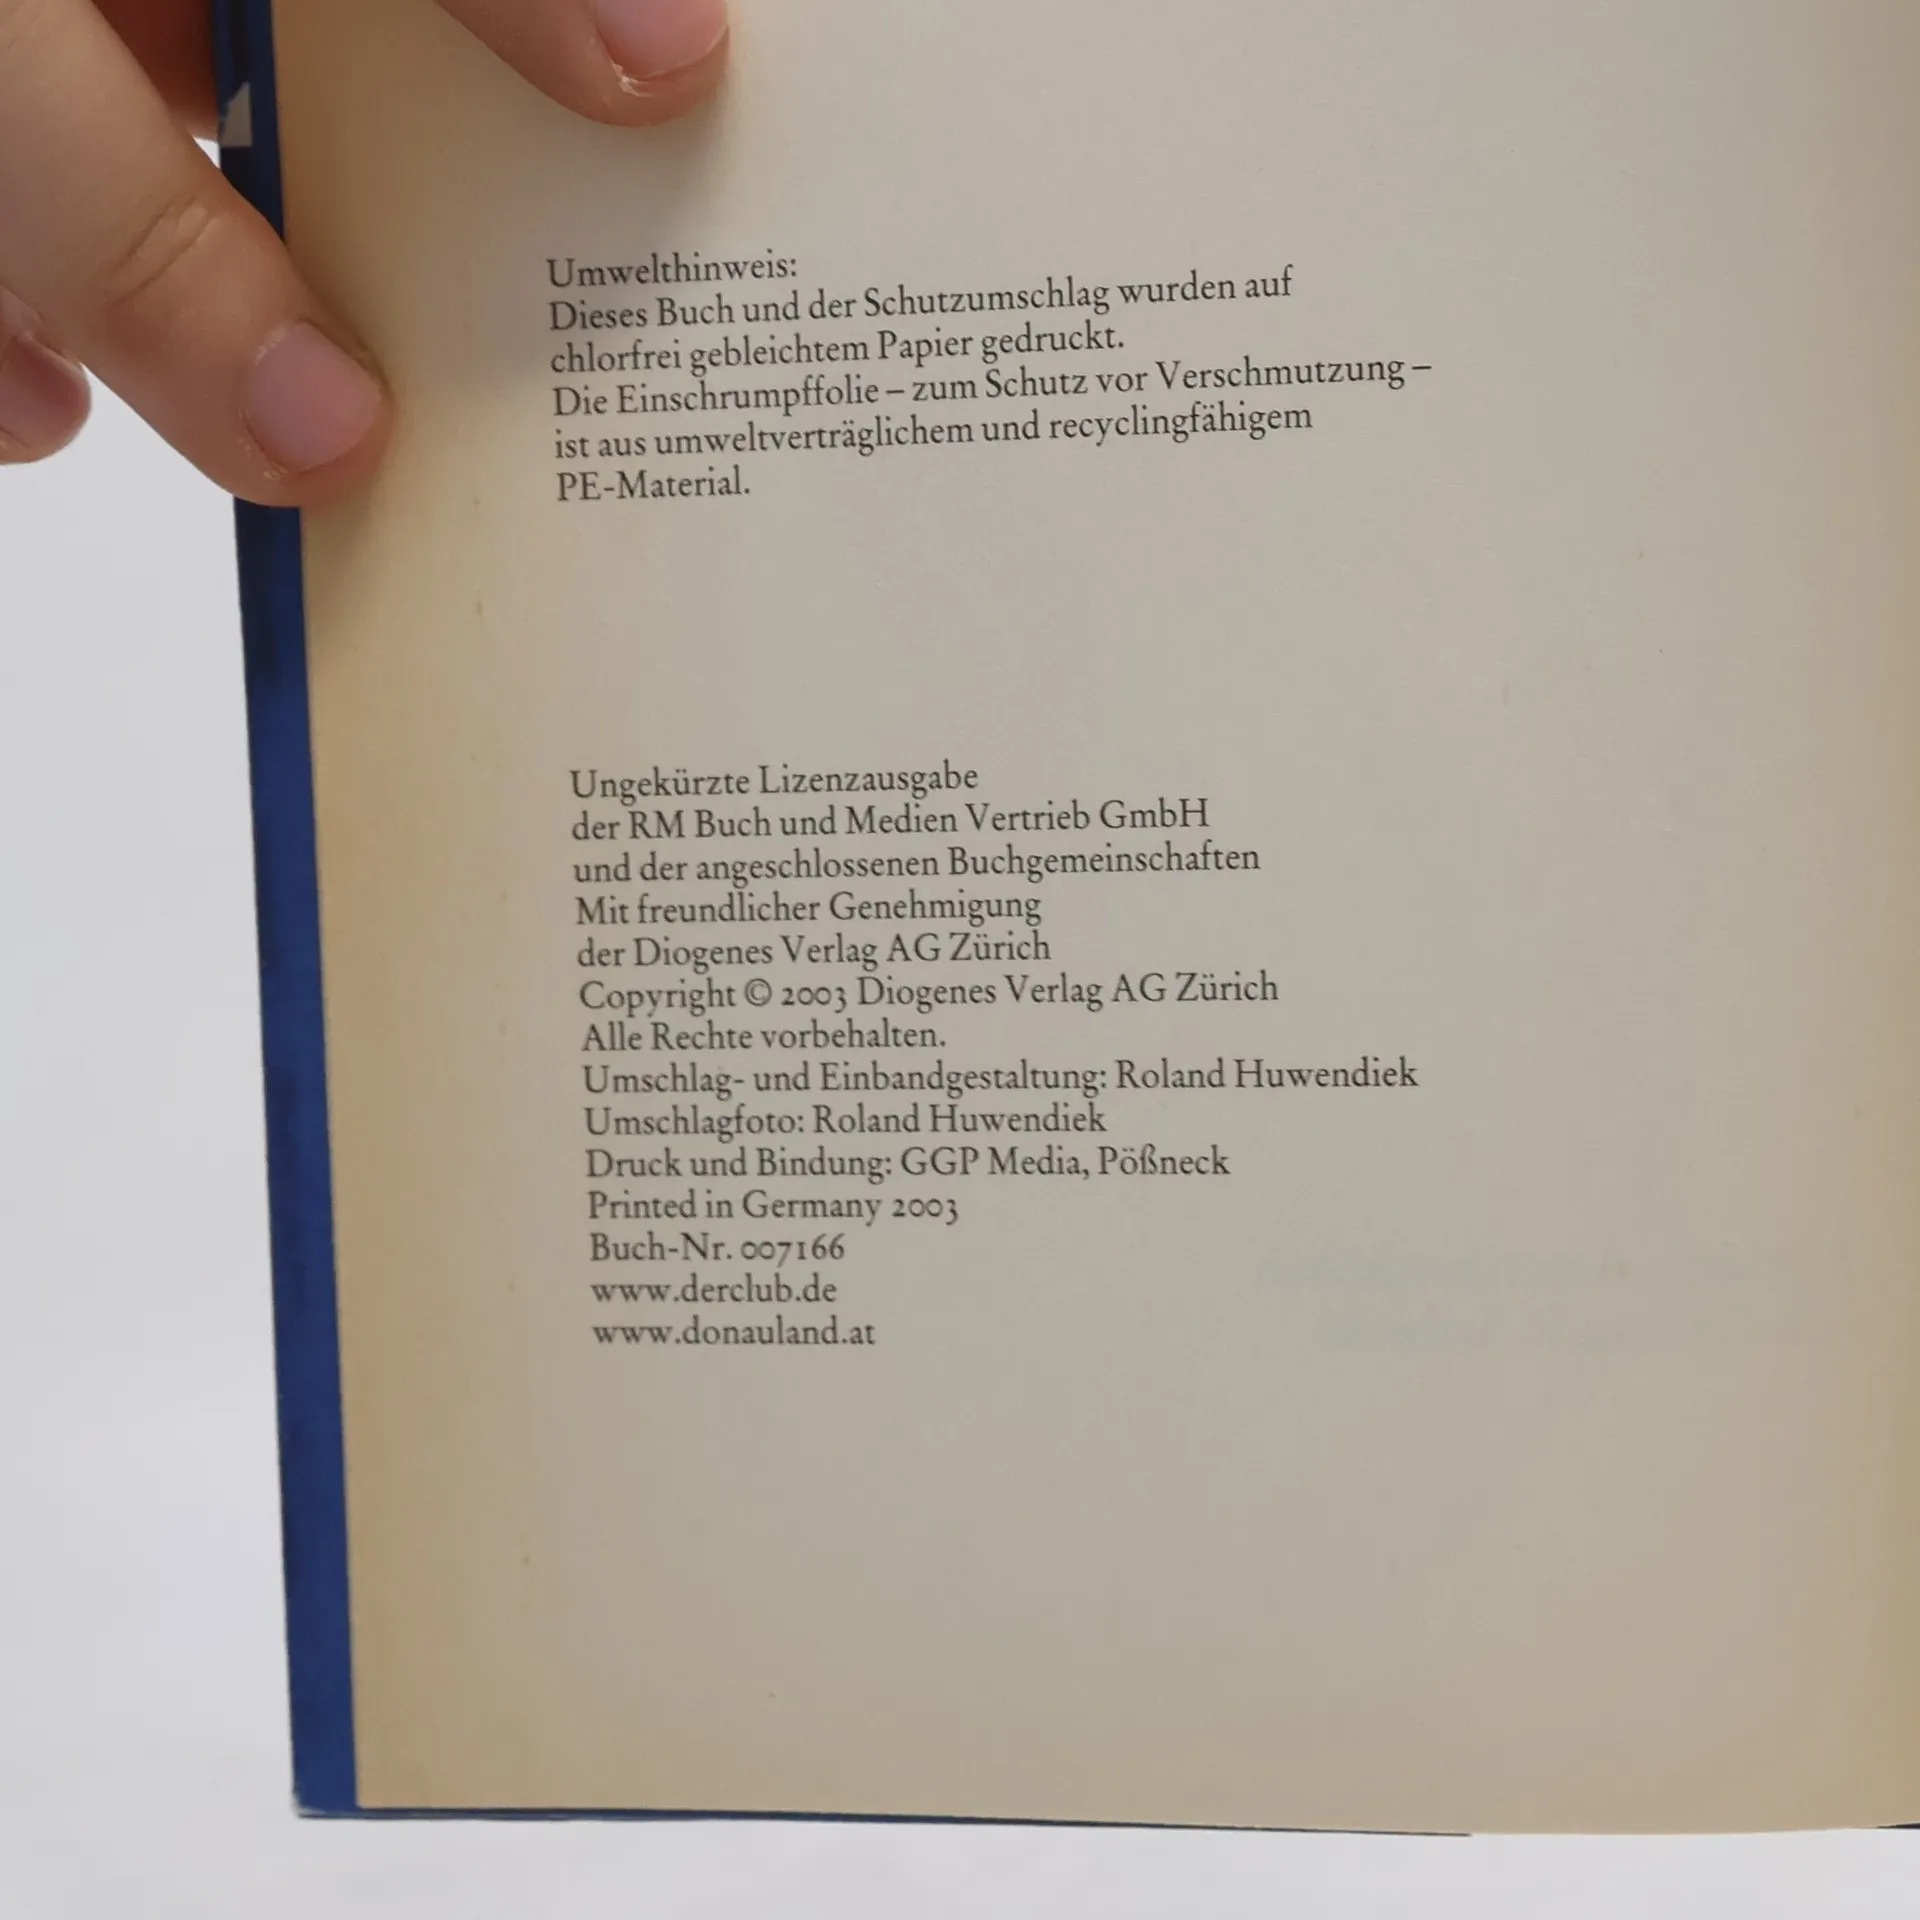 Umwelthinweis:
Dieses Buch und der Schutzumschlag wurden auf
chlorfrei gebleichtem Papier gedruckt.
Die Einschrumpffolie – zum Schutz vor Verschmutzung –
ist aus umweltverträglichem und recyclingfähigem
PE-Material.
Ungekürzte Lizenzausgabe
der RM Buch und Medien Vertrieb GmbH
und der angeschlossenen Buchgemeinschaften
Mit freundlicher Genehmigung
der Diogenes Verlag AG Zürich
Copyright © 2003 Diogenes Verlag AG Zürich
Alle Rechte vorbehalten.
Umschlag- und Einbandgestaltung: Roland Huwendiek
Umschlagfoto: Roland Huwendiek
Druck und Bindung: GGP Media, Pößneck
Printed in Germany 2003
Buch-Nr. 007166
www.derclub.de
www.donauland.at